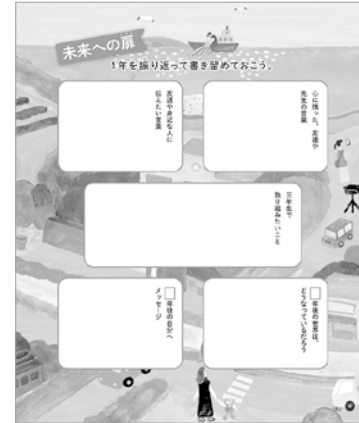 未来への扉
1年を振り返って書き留めておこう。
心に残った、友達や
先生の言葉
友達や身近な人に
伝えたい言葉
三年生で
取り組みたいこと
□年後の世界は、
どうなっているだろう
□年後の自分へ
メッセージ